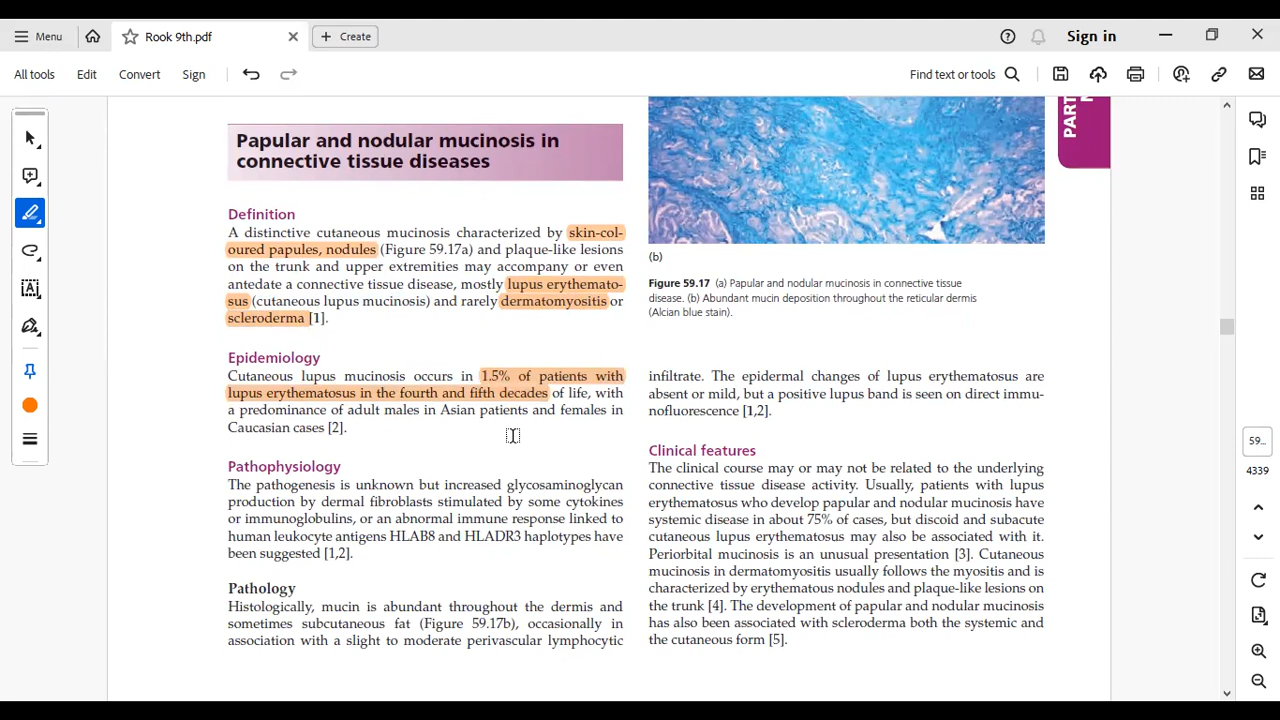 Menu
Rook 9th.pdf
Create
Sign in
All tools
Edit
Convert
Sign
Find text or tools
Papular and nodular mucinosis in
connective tissue diseases
Definition
A distinctive cutaneous mucinosis characterized by skin-col-
oured papules, nodules (Figure 59.17a) and plaque-like lesions
on the trunk and upper extremities may accompany or even
antedate a connective tissue disease, mostly lupus erythemato-
sus (cutaneous lupus mucinosis) and rarely dermatomyositis or
scleroderma [1].
Epidemiology
Cutaneous lupus mucinosis occurs in 1.5% of patients with
lupus erythematosus in the fourth and fifth decades of life, with
a predominance of adult males in Asian patients and females in
Caucasian cases [2].
Pathophysiology
The pathogenesis is unknown but increased glycosaminoglycan
production by dermal fibroblasts stimulated by some cytokines
or immunoglobulins, or an abnormal immune response linked to
human leukocyte antigens HLAB8 and HLADR3 haplotypes have
been suggested [1,2].
Pathology
Histologically, mucin is abundant throughout the dermis and
sometimes subcutaneous fat (Figure 59.17b), occasionally in
association with a slight to moderate perivascular lymphocytic
(b)
Figure 59.17 (a) Papular and nodular mucinosis in connective tissue
disease. (b) Abundant mucin deposition throughout the reticular dermis
(Alcian blue stain).
infiltrate. The epidermal changes of lupus erythematosus are
absent or mild, but a positive lupus band is seen on direct immu-
nofluorescence [1,2].
Clinical features
The clinical course may or may not be related to the underlying
connective tissue disease activity. Usually, patients with lupus
erythematosus who develop papular and nodular mucinosis have
systemic disease in about 75% of cases, but discoid and subacute
cutaneous lupus erythematosus may also be associated with it.
Periorbital mucinosis is an unusual presentation [3]. Cutaneous
mucinosis in dermatomyositis usually follows the myositis and is
characterized by erythematous nodules and plaque-like lesions on
the trunk [4]. The development of papular and nodular mucinosis
has also been associated with scleroderma both the systemic and
the cutaneous form [5].
PART
59...
4339